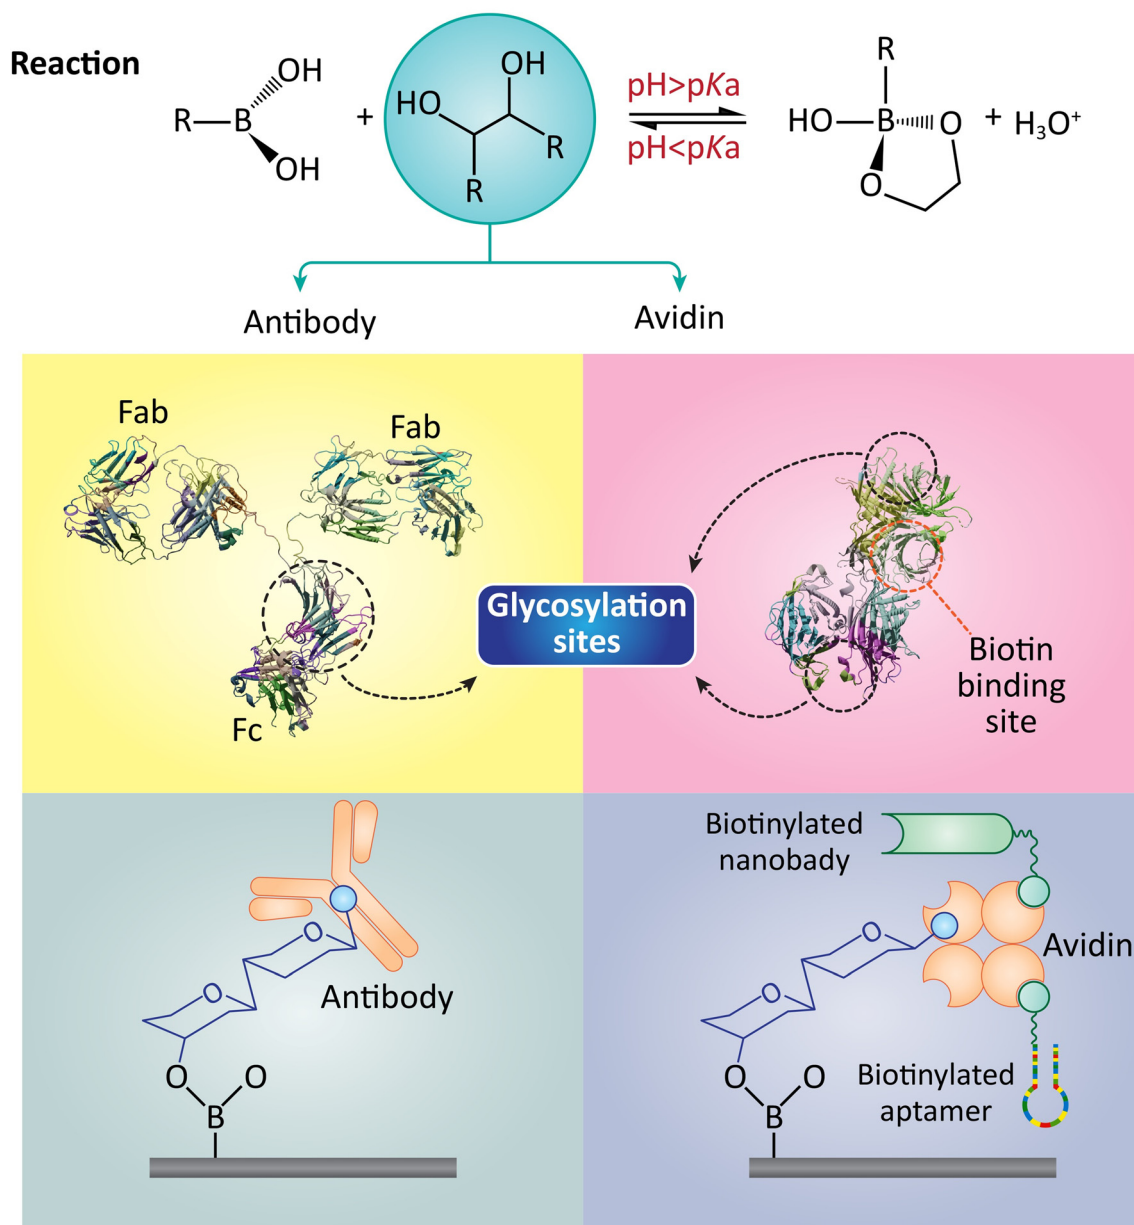 Reaction
R
B
OH
OH
+
HO
OH
R
R
pH>pKa
pH<pKa
R
HO
B
O
O
+ H₃O⁺
Antibody
Avidin
Fab
Fab
Fc
Glycosylation
sites
Biotin
binding
site
Antibody
O
O
O
O
B
Biotinylated
nanobady
Avidin
Biotinylated
aptamer
O
O
O
O
B